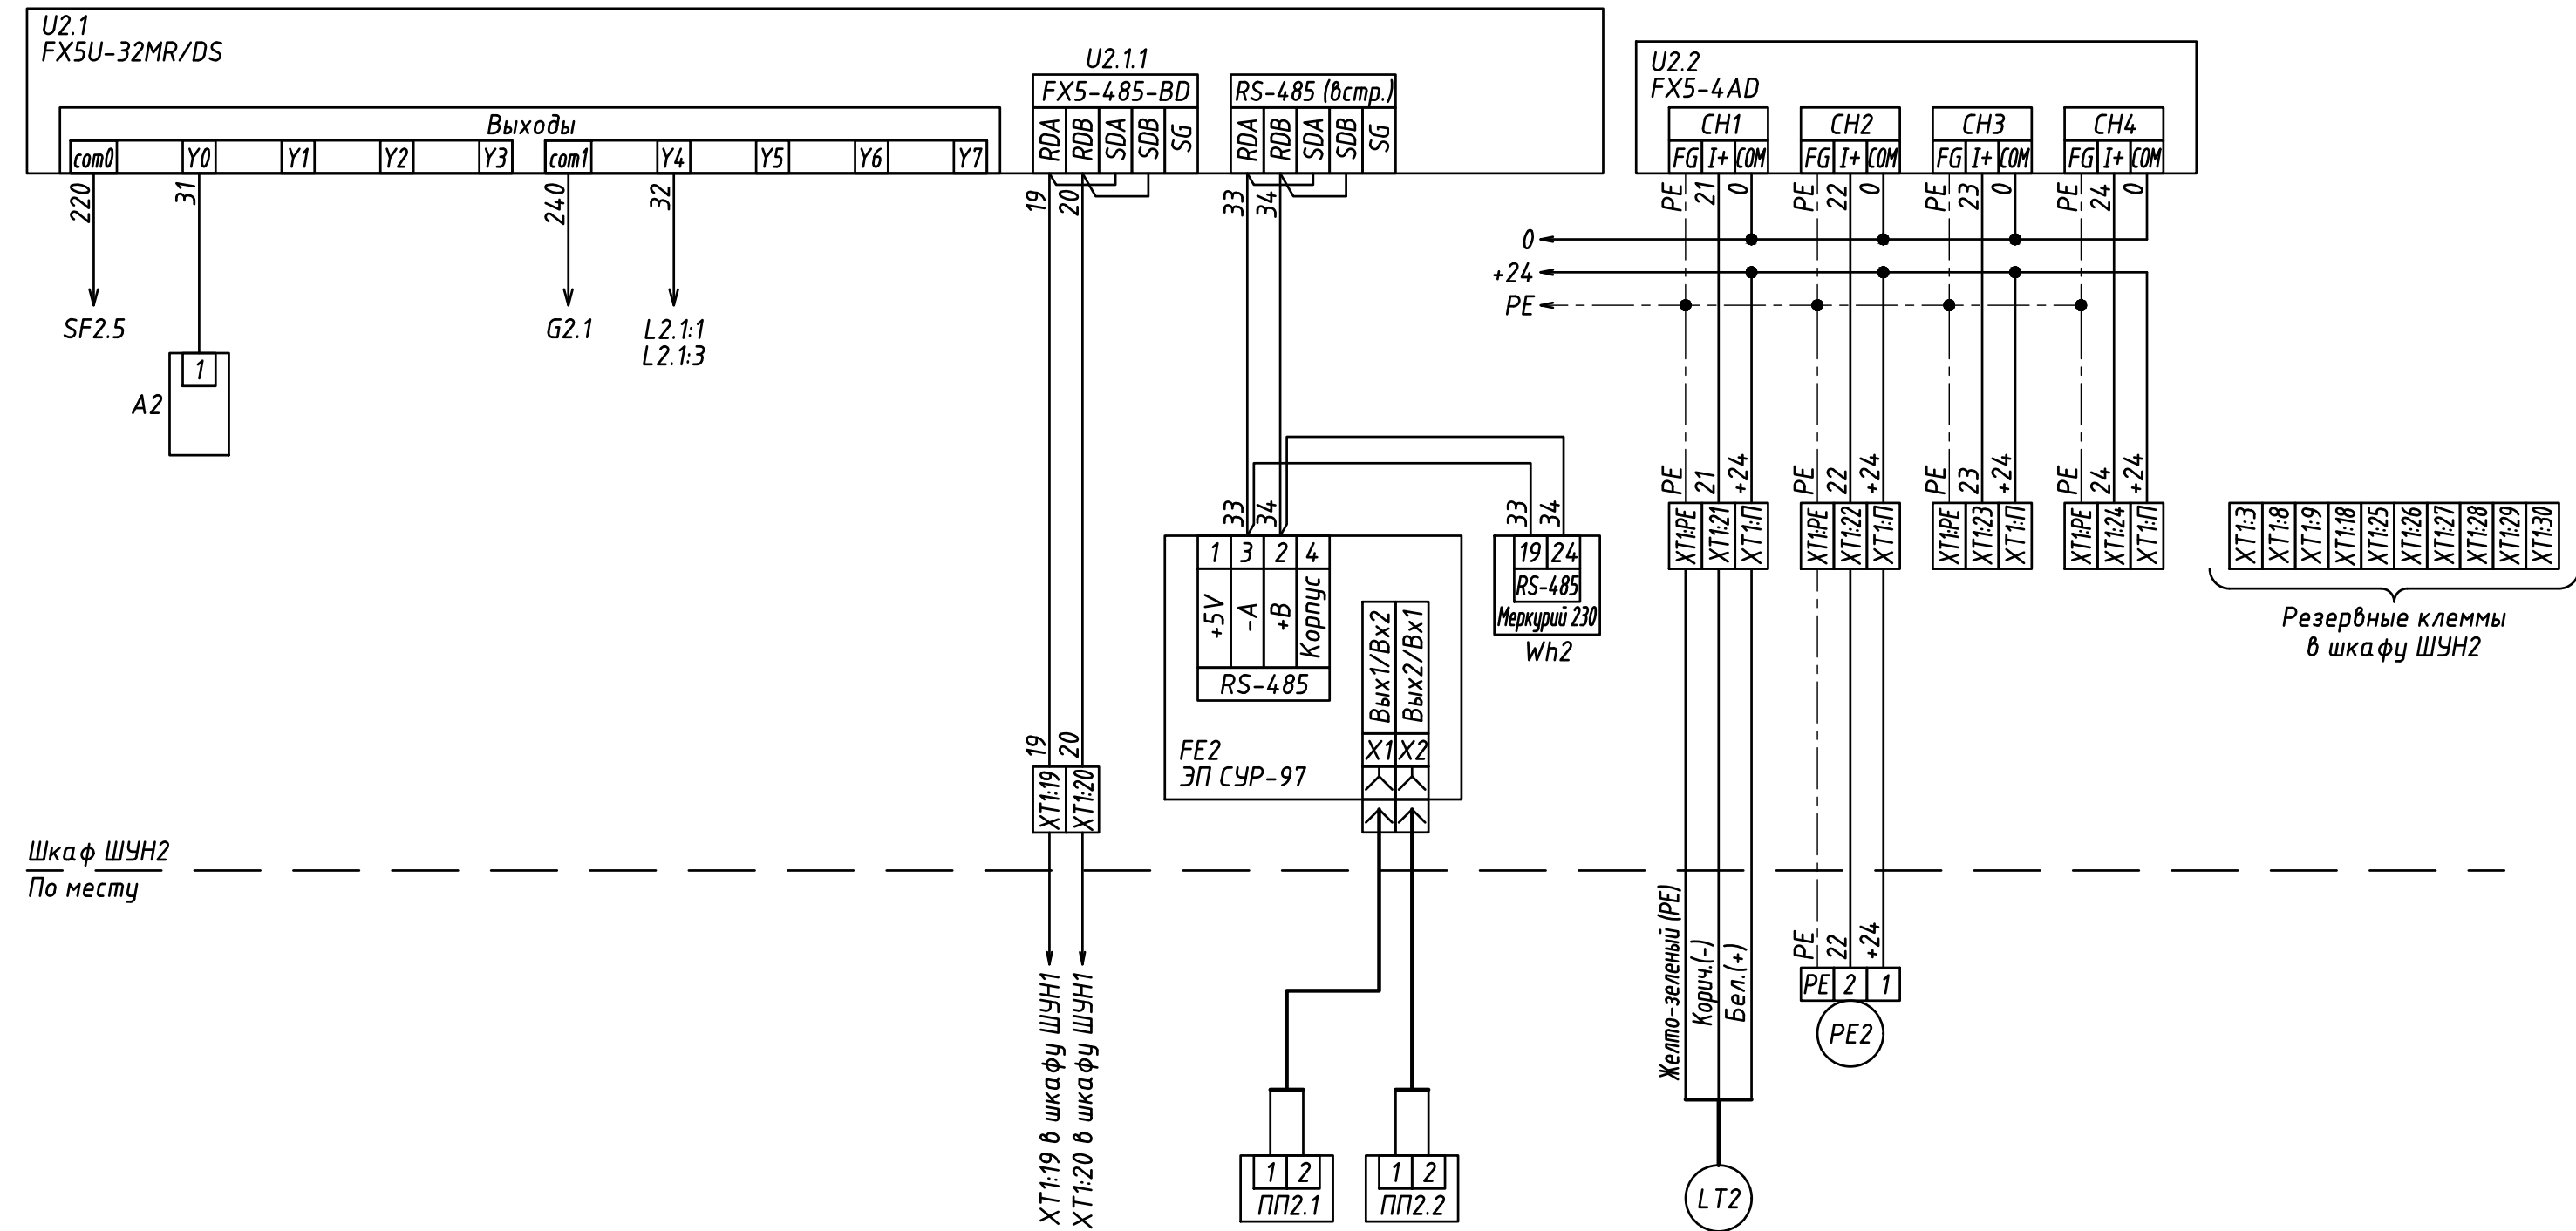 U2.1
FX5U-32MR/DS
Выходы
com0 Y0 Y1 Y2 Y3 com1 Y4 Y5 Y6 Y7
220 31 240 32
SF2.5
G2.1
L2.1:1
L2.1:3
1
A2
U2.1.1
FX5-485-BD
RDA RDB SDA SDB SG
19 20
RS-485 (встр.)
RDA RDB SDA SDB SG
33 34
U2.2
FX5-4AD
CH1 CH2 CH3 CH4
FG I+ COM FG I+ COM FG I+ COM FG I+ COM
PE 21 0 PE 22 0 PE 23 0 PE 24 0
0
+24
PE
33 34 33 34
1 3 2 4
+5V -A +B Корпус
RS-485
Вых1/Вх2 Вых2/Вх1
X1 X2
FE2
ЭП СУР-97
19 24
RS-485
Меркурий 230
Wh2
PE 21 +24 PE 22 +24 PE 23 +24 PE 24 +24
XT1:PE XT1:21 XT1:П XT1:PE XT1:22 XT1:П XT1:PE XT1:23 XT1:П XT1:PE XT1:24 XT1:П
XT1:3 XT1:8 XT1:9 XT1:18 XT1:25 XT1:26 XT1:27 XT1:28 XT1:29 XT1:30
Резервные клеммы
в шкафу ШУН2
19 20
XT1:19 XT1:20
Шкаф ШУН2
По месту
XT1:19 в шкафу ШУН1
XT1:20 в шкафу ШУН1
Желто-зеленый (PE)
Корич.(-)
Бел.(+)
PE 22 +24
PE 2 1
PE2
1 2
ПП2.1
1 2
ПП2.2
LT2